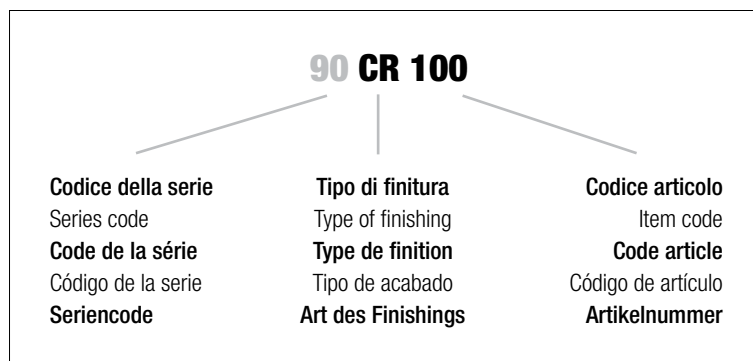 90 CR 100
Codice della serie
Series code
Code de la série
Código de la serie
Seriencode
Tipo di finitura
Type of finishing
Type de finition
Tipo de acabado
Art des Finishings
Codice articolo
Item code
Code article
Código de artículo
Artikelnummer